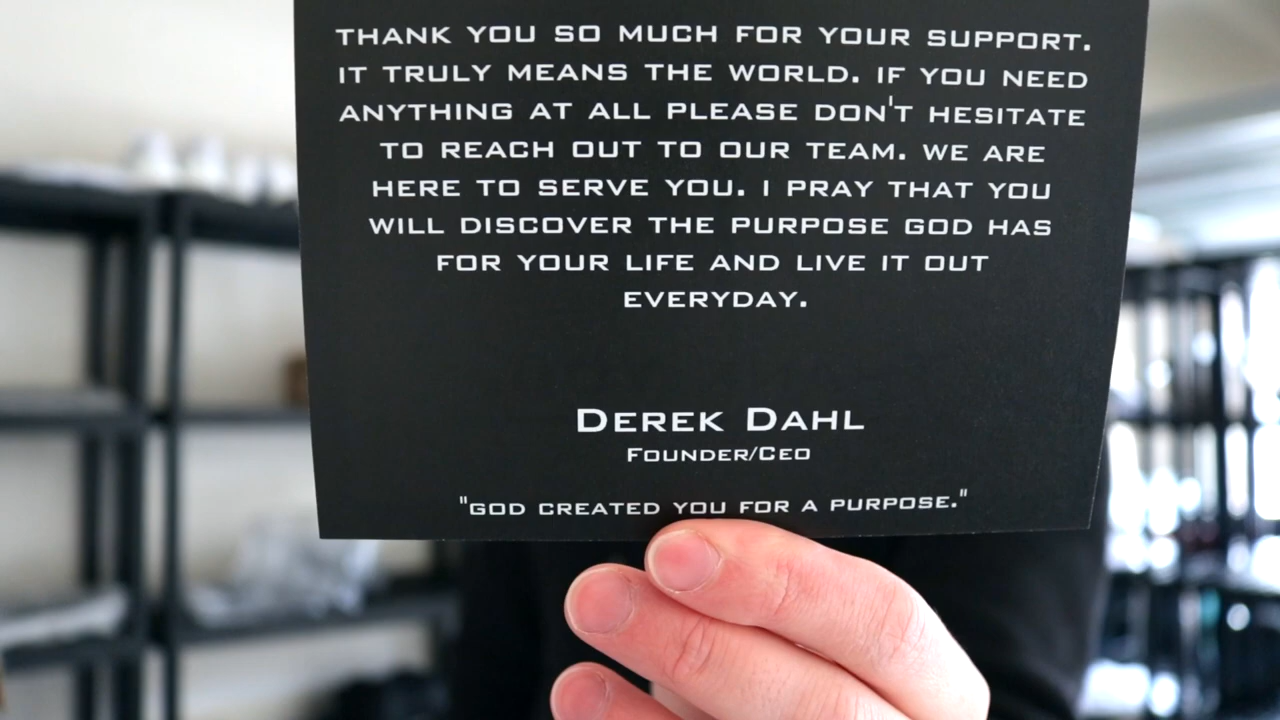 THANK YOU SO MUCH FOR YOUR SUPPORT.
IT TRULY MEANS THE WORLD. IF YOU NEED
ANYTHING AT ALL PLEASE DON'T HESITATE
TO REACH OUT TO OUR TEAM. WE ARE
HERE TO SERVE YOU. I PRAY THAT YOU
WILL DISCOVER THE PURPOSE GOD HAS
FOR YOUR LIFE AND LIVE IT OUT
EVERYDAY.
DEREK DAHL
FOUNDER/CEO
"GOD CREATED YOU FOR A PURPOSE."